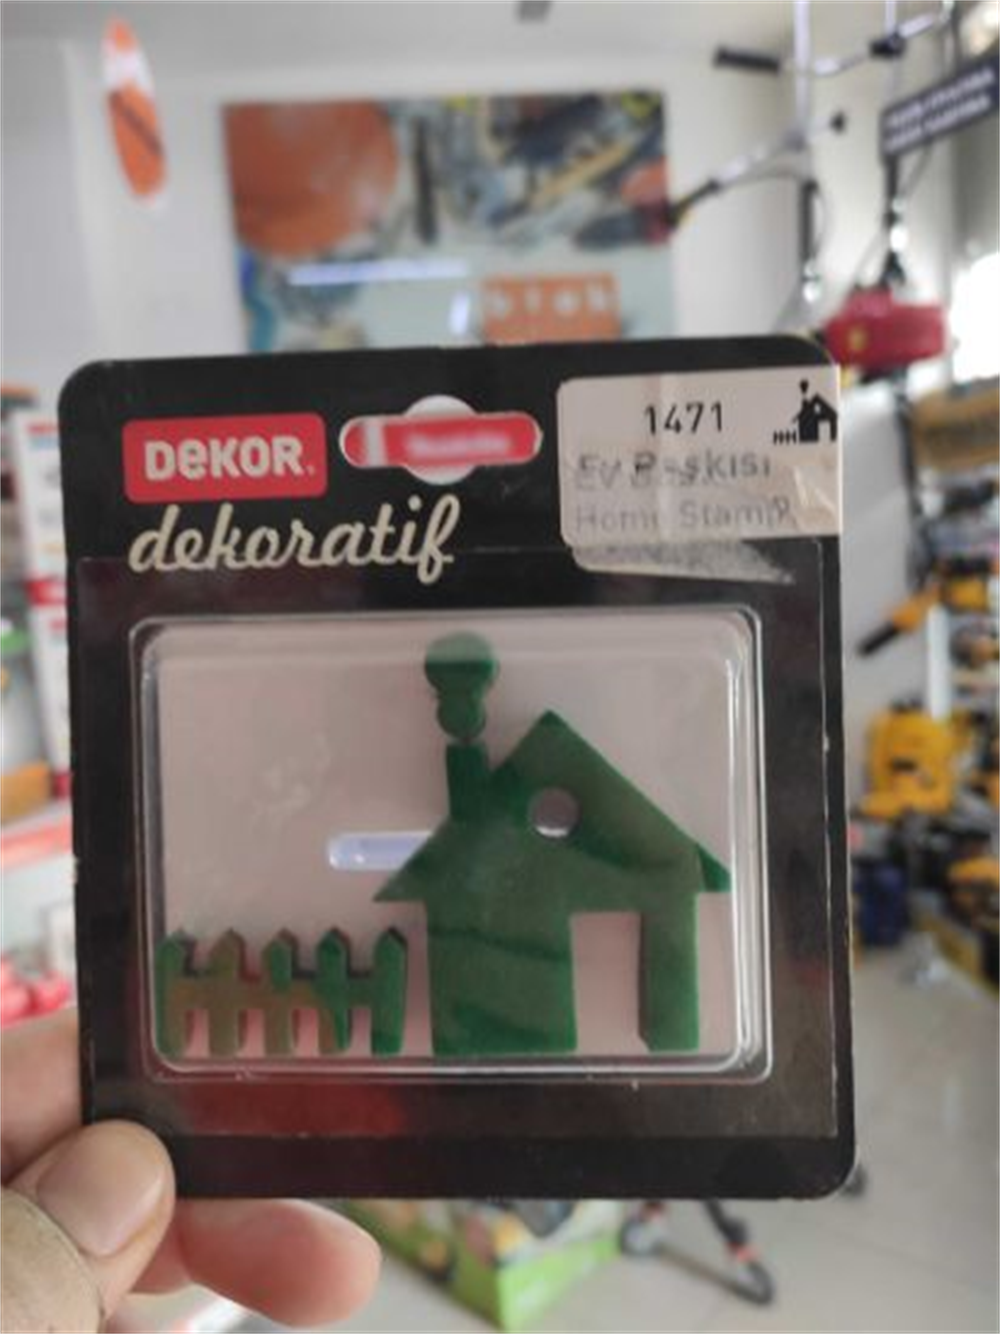 DeKOR
dekoratif
1471
Ev Baskısı
Home Stamp